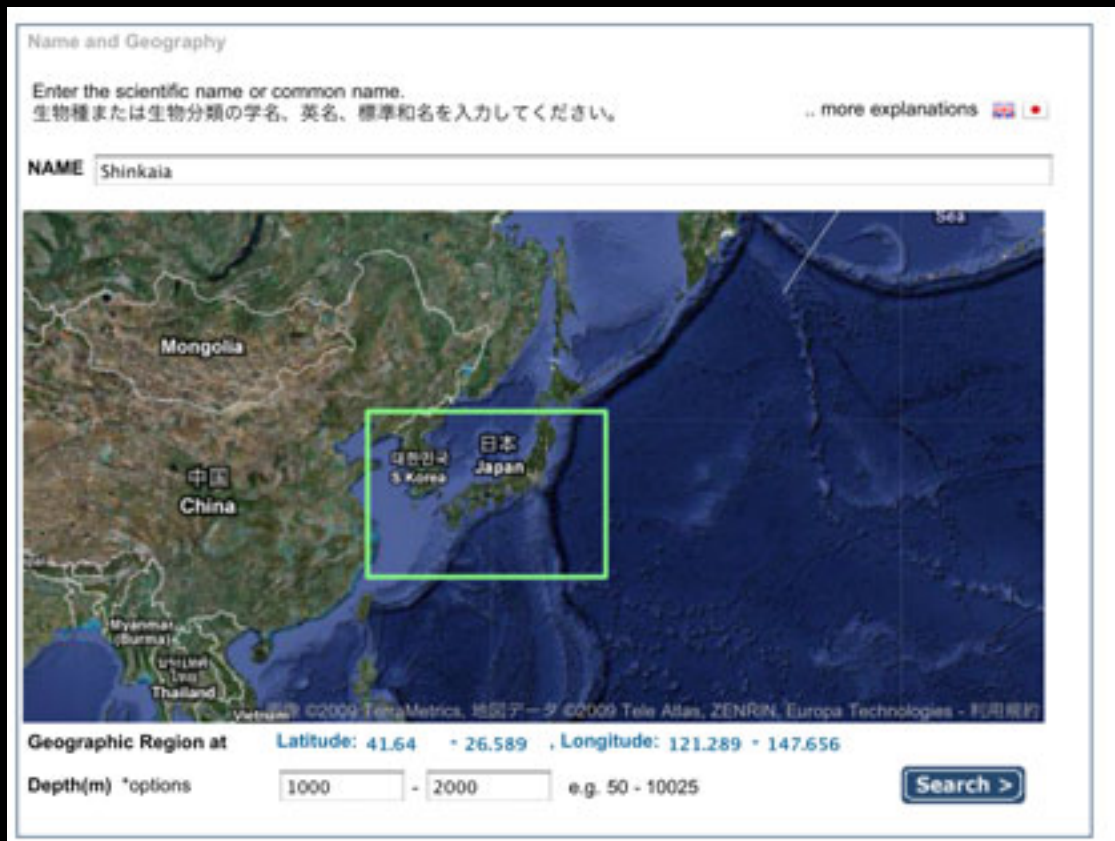 Name and Geography
Enter the scientific name or common name.
生物種または生物分類の学名、英名、標準和名を入力してください。
.. more explanations
NAME Shinkaia
Sea
Mongolia
日本
대한민국
Japan
S Korea
中国
China
Myanmar
(Burma)
Thailand
Vietnam
©2009 TerraMetrics, 地図データ ©2009 Tele Atlas, ZENRIN, Europa Technologies - 利用規約
Geographic Region at Latitude: 41.64 - 26.589 , Longitude: 121.289 - 147.656
Depth(m) *options 1000 - 2000 e.g. 50 - 10025 Search >